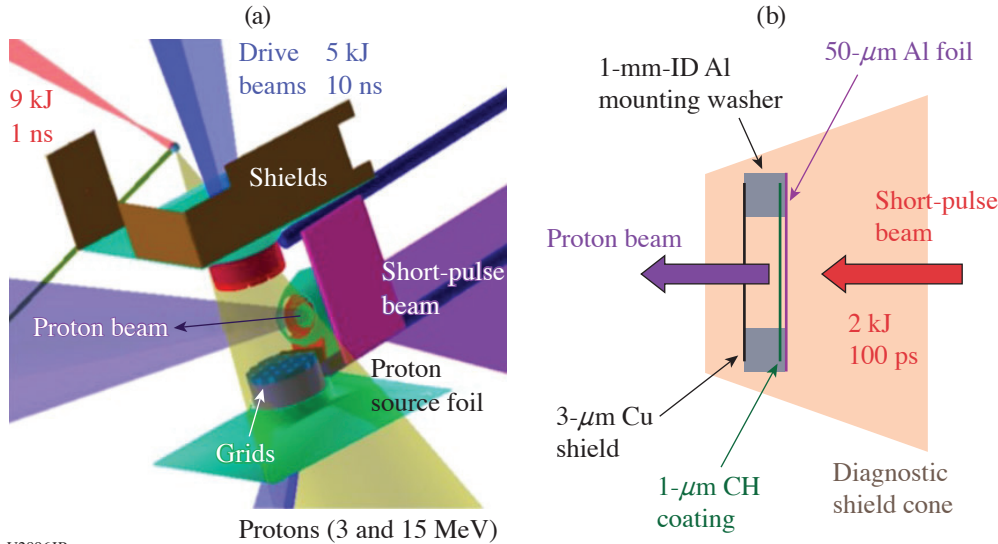 (a)
Drive 5 kJ
beams 10 ns
9 kJ
1 ns
Shields
Short-pulse
beam
Proton beam
Proton
source foil
Grids
Protons (3 and 15 MeV)
(b)
50-μm Al foil
1-mm-ID Al
mounting washer
Short-pulse
beam
Proton beam
2 kJ
100 ps
3-μm Cu
shield
1-μm CH
coating
Diagnostic
shield cone